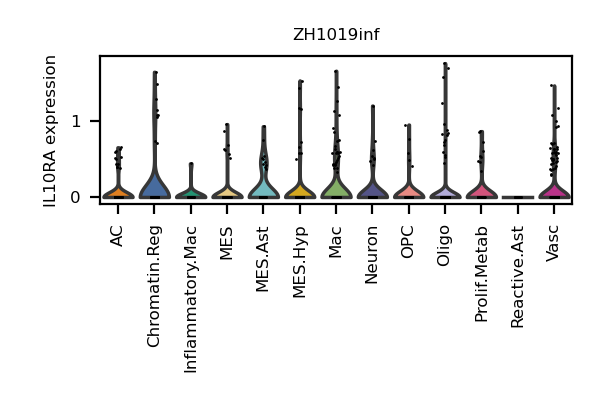 ZH1019inf
IL10RA expression
1
0
AC
Chromatin.Reg
Inflammatory.Mac
MES
MES.Ast
MES.Hyp
Mac
Neuron
OPC
Oligo
Prolif.Metab
Reactive.Ast
Vasc